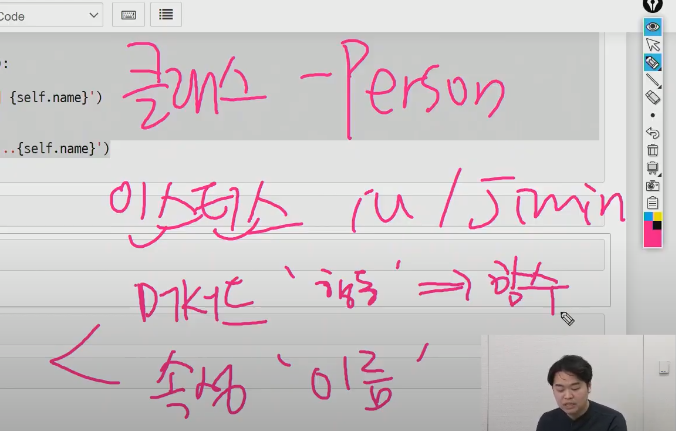 Code
:
{self.name}')
..{self.name}')
클래스 - Person
인스턴스 iu / Jimin
메서드 '행동' => 함수
속성 '이름'